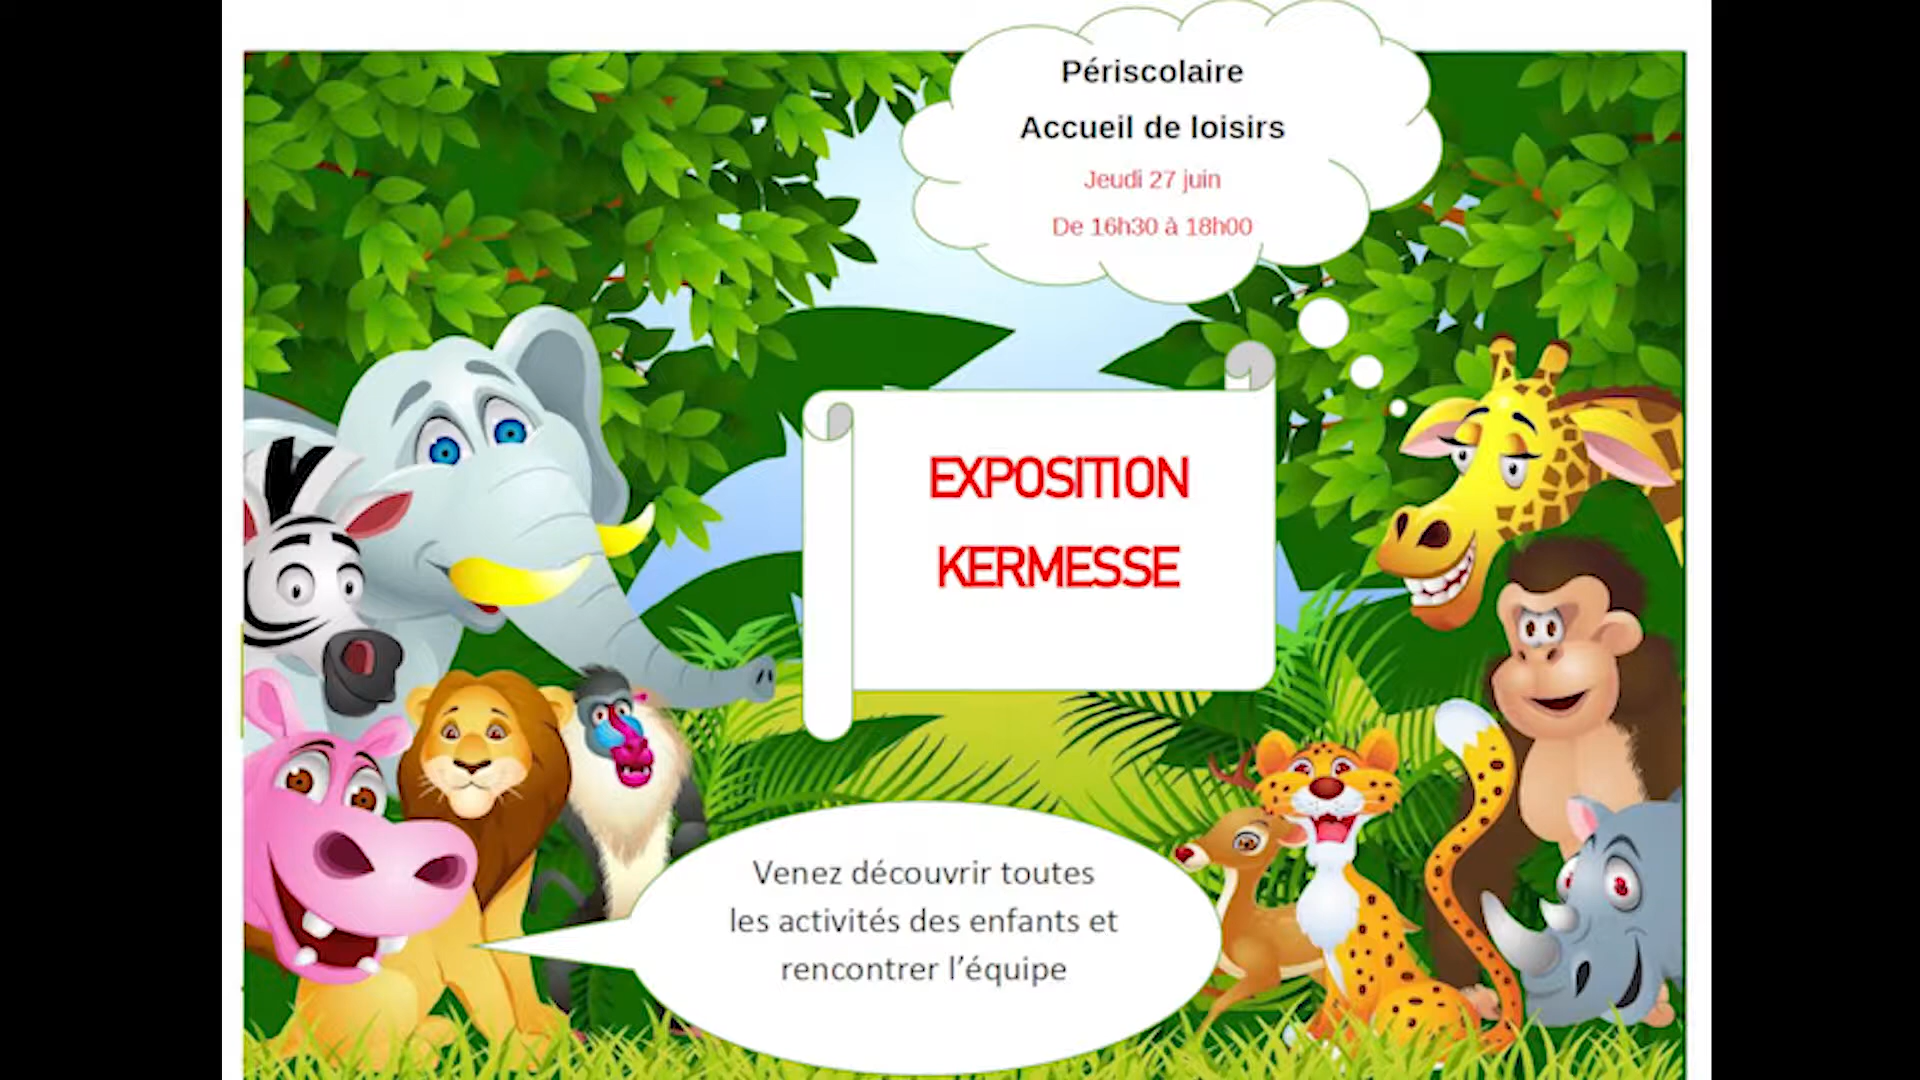 Périscolaire
Accueil de loisirs
Jeudi 27 juin
De 16h30 à 18h00
EXPOSITION
KERMESSE
Venez découvrir toutes
les activités des enfants et
rencontrer l’équipe